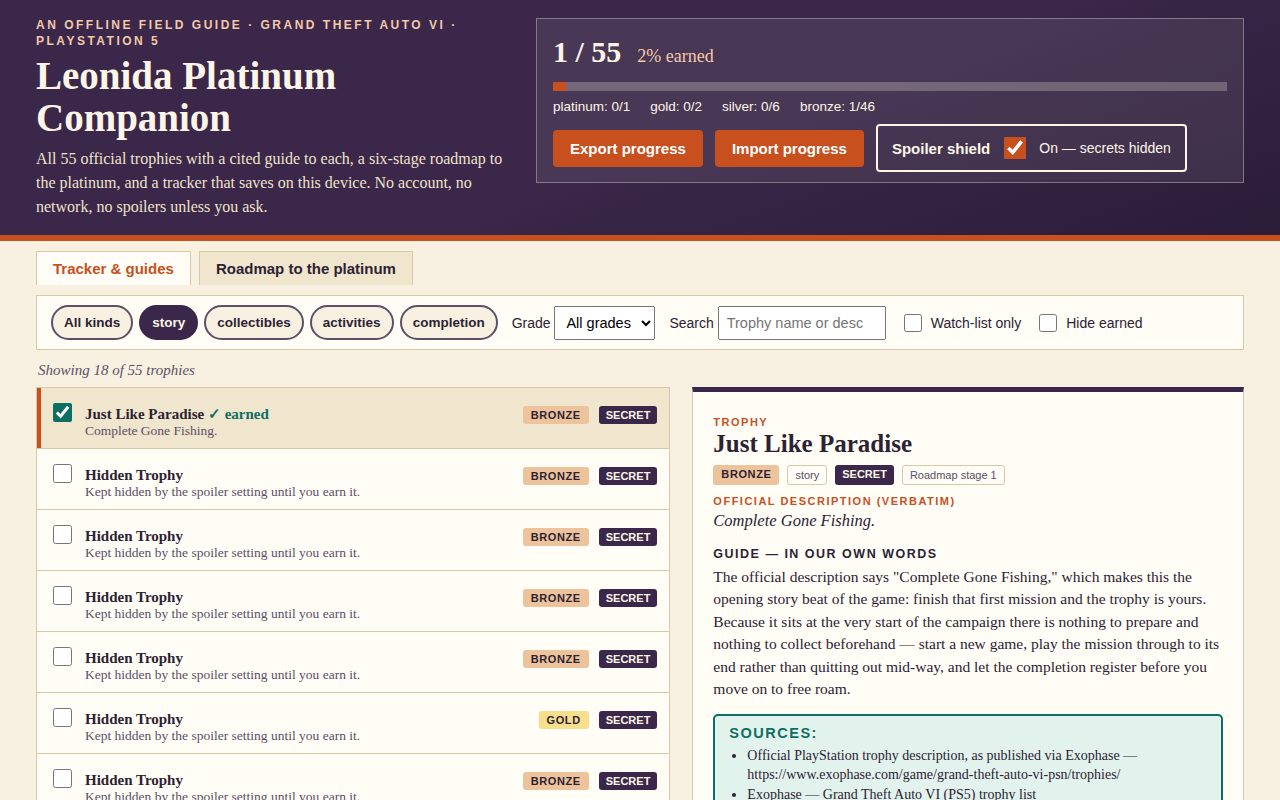 AN OFFLINE FIELD GUIDE · GRAND THEFT AUTO VI ·
PLAYSTATION 5
Leonida Platinum
Companion
All 55 official trophies with a cited guide to each, a six-stage roadmap to
the platinum, and a tracker that saves on this device. No account, no
network, no spoilers unless you ask.
1 / 55 2% earned
platinum: 0/1 gold: 0/2 silver: 0/6 bronze: 1/46
Export progress Import progress Spoiler shield On — secrets hidden
Tracker & guides Roadmap to the platinum
All kinds story collectibles activities completion Grade All grades Search Trophy name or desc Watch-list only Hide earned
Showing 18 of 55 trophies
Just Like Paradise ✓ earned BRONZE SECRET
Complete Gone Fishing.
Hidden Trophy BRONZE SECRET
Kept hidden by the spoiler setting until you earn it.
Hidden Trophy BRONZE SECRET
Kept hidden by the spoiler setting until you earn it.
Hidden Trophy BRONZE SECRET
Kept hidden by the spoiler setting until you earn it.
Hidden Trophy BRONZE SECRET
Kept hidden by the spoiler setting until you earn it.
Hidden Trophy GOLD SECRET
Kept hidden by the spoiler setting until you earn it.
Hidden Trophy BRONZE SECRET
Kept hidden by the spoiler setting until you earn it.
TROPHY
Just Like Paradise
BRONZE story SECRET Roadmap stage 1
OFFICIAL DESCRIPTION (VERBATIM)
Complete Gone Fishing.
GUIDE — IN OUR OWN WORDS
The official description says "Complete Gone Fishing," which makes this the
opening story beat of the game: finish that first mission and the trophy is yours.
Because it sits at the very start of the campaign there is nothing to prepare and
nothing to collect beforehand — start a new game, play the mission through to its
end rather than quitting out mid-way, and let the completion register before you
move on to free roam.
SOURCES:
• Official PlayStation trophy description, as published via Exophase —
https://www.exophase.com/game/grand-theft-auto-vi-psn/trophies/
• Exophase — Grand Theft Auto VI (PS5) trophy list